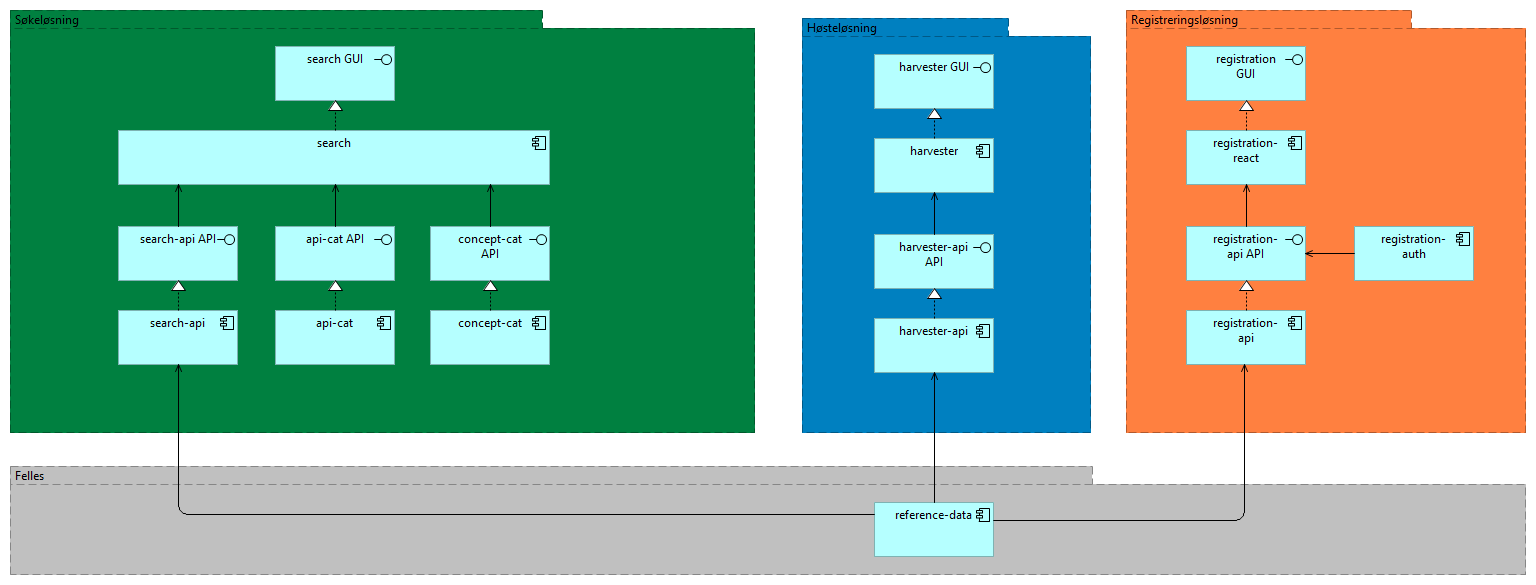 Søkeløsning
search GUI
search
search-api API
api-cat API
concept-cat
API
search-api
api-cat
concept-cat
Høsteløsning
harvester GUI
harvester
harvester-api
API
harvester-api
Registreringsløsning
registration
GUI
registration-
react
registration-
api API
registration-
auth
registration-
api
Felles
reference-data